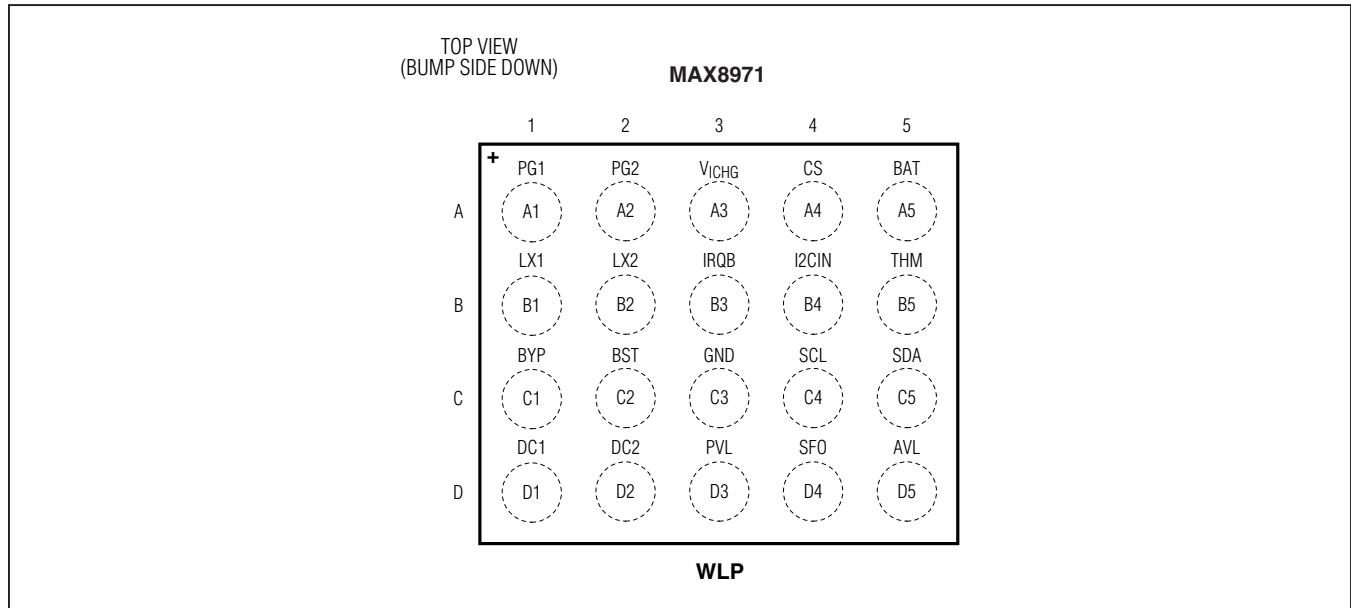 TOP VIEW
(BUMP SIDE DOWN)
MAX8971
1 2 3 4 5
+
PG1 PG2 VICHG CS BAT
A A1 A2 A3 A4 A5
LX1 LX2 IRQB I2CIN THM
B B1 B2 B3 B4 B5
BYP BST GND SCL SDA
C C1 C2 C3 C4 C5
DC1 DC2 PVL SFO AVL
D D1 D2 D3 D4 D5
WLP